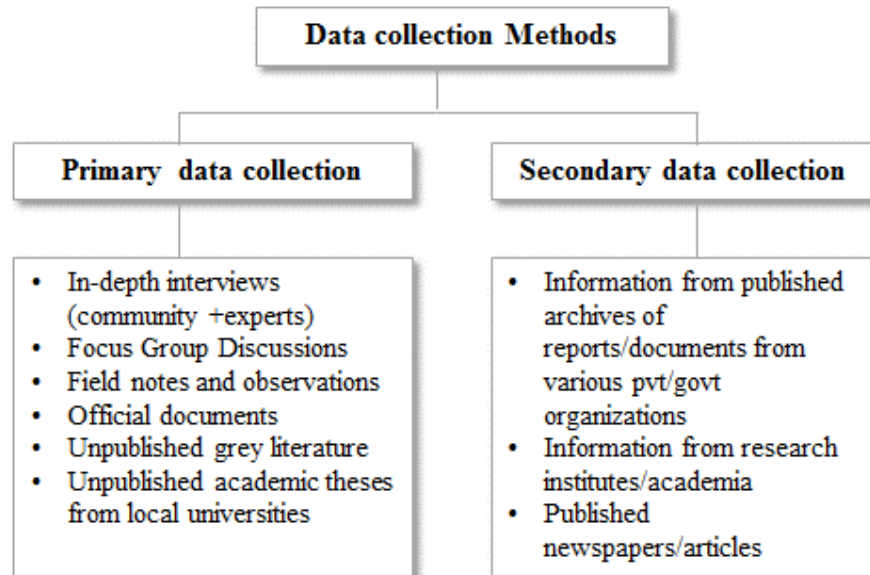 Data collection Methods
Primary data collection
• In-depth interviews
(community +experts)
• Focus Group Discussions
• Field notes and observations
• Official documents
• Unpublished grey literature
• Unpublished academic theses
from local universities
Secondary data collection
• Information from published
archives of
reports/documents from
various pvt/govt
organizations
• Information from research
institutes/academia
• Published
newspapers/articles